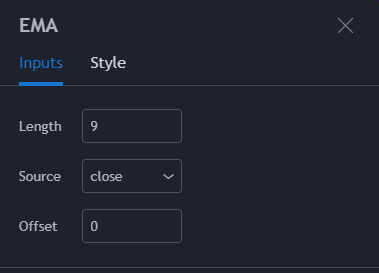 EMA
Inputs Style
Length 9
Source close
Offset 0